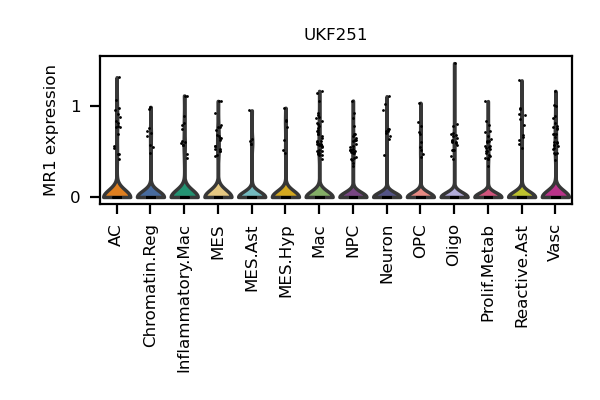 UKF251
MR1 expression
1
0
AC
Chromatin.Reg
Inflammatory.Mac
MES
MES.Ast
MES.Hyp
Mac
NPC
Neuron
OPC
Oligo
Prolif.Metab
Reactive.Ast
Vasc